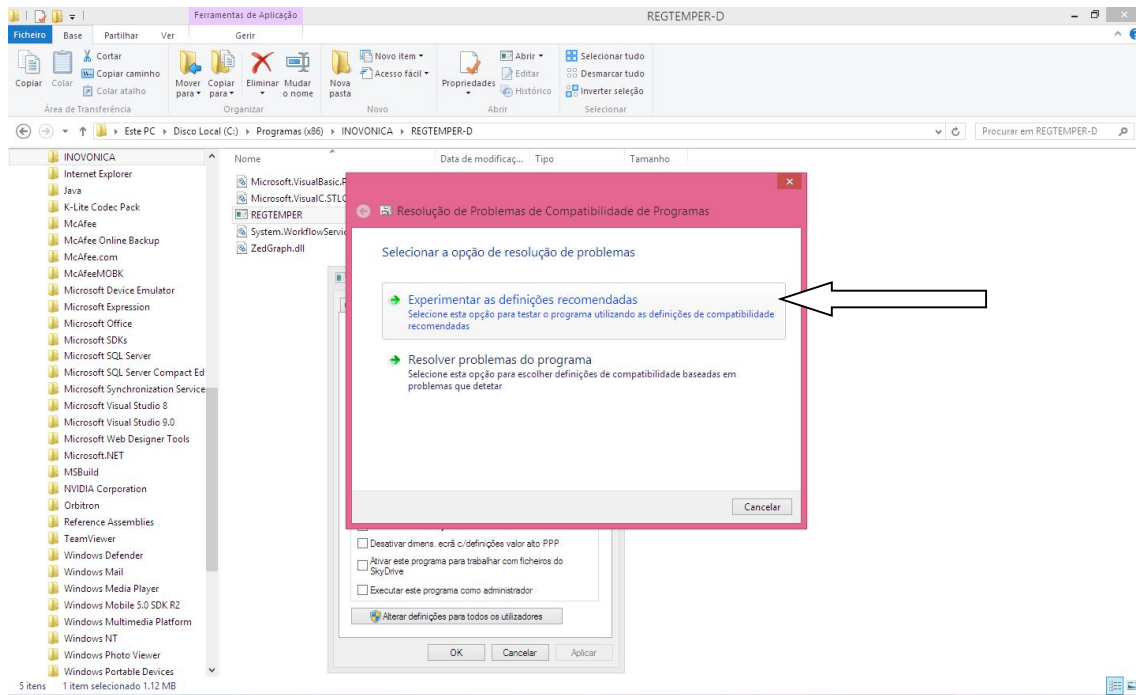 Ferramentas de Aplicação
REGTEMPER-D
Ficheiro Base Partilhar Ver Gerir
Copiar
Colar
Cortar
Copiar caminho
Colar atalho
Área de Transferência
Mover para
Copiar para
Eliminar
Mudar o nome
Organizar
Nova pasta
Novo item
Acesso fácil
Novo
Propriedades
Abrir
Editar
Histórico
Abrir
Selecionar tudo
Desmarcar tudo
Inverter seleção
Selecionar
Este PC Disco Local (C:) Programas (x86) INOVONICA REGTEMPER-D
Procurar em REGTEMPER-D
INOVONICA
Internet Explorer
Java
K-Lite Codec Pack
McAfee
McAfee Online Backup
McAfee.com
McAfeeMOBK
Microsoft Device Emulator
Microsoft Expression
Microsoft Office
Microsoft SDKs
Microsoft SQL Server
Microsoft SQL Server Compact Ed
Microsoft Synchronization Service
Microsoft Visual Studio 8
Microsoft Visual Studio 9.0
Microsoft Web Designer Tools
Microsoft.NET
MSBuild
NVIDIA Corporation
Orbitron
Reference Assemblies
TeamViewer
Windows Defender
Windows Mail
Windows Media Player
Windows Mobile 5.0 SDK R2
Windows Multimedia Platform
Windows NT
Windows Photo Viewer
Windows Portable Devices
Nome Data de modificaç... Tipo Tamanho
Microsoft.VisualBasic.
Microsoft.VisualC.STLC
REGTEMPER
System.WorkflowServic
ZedGraph.dll
Resolução de Problemas de Compatibilidade de Programas
Selecionar a opção de resolução de problemas
Experimentar as definições recomendadas
Selecione esta opção para testar o programa utilizando as definições de compatibilidade
recomendadas
Resolver problemas do programa
Selecione esta opção para escolher definições de compatibilidade baseadas em
problemas que detetar
Cancelar
Desativar dimens. ecrã c/definições valor alto PPP
Ativar este programa para trabalhar com ficheiros do
SkyDrive
Executar este programa como administrador
Alterar definições para todos os utilizadores
OK Cancelar Aplicar
5 itens 1 item selecionado 1.12 MB